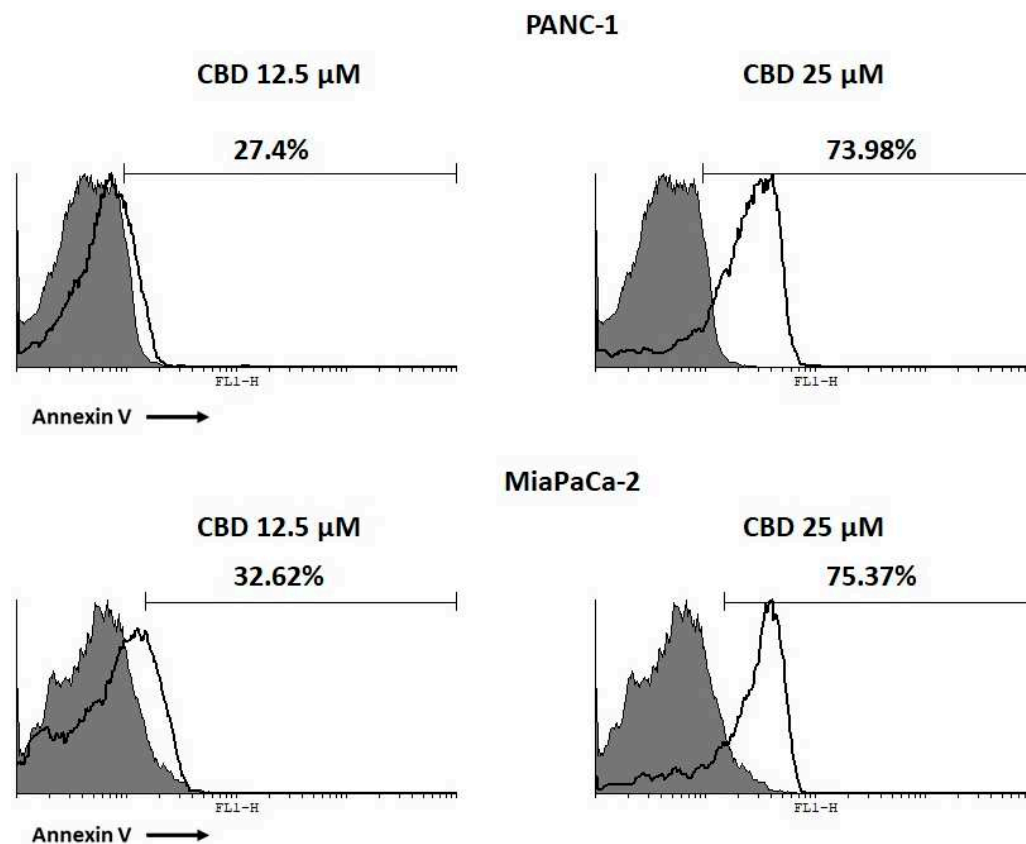 PANC-1
CBD 12.5 µM CBD 25 µM
27.4% 73.98%
FL1-H FL1-H
Annexin V
MiaPaCa-2
CBD 12.5 µM CBD 25 µM
32.62% 75.37%
FL1-H FL1-H
Annexin V